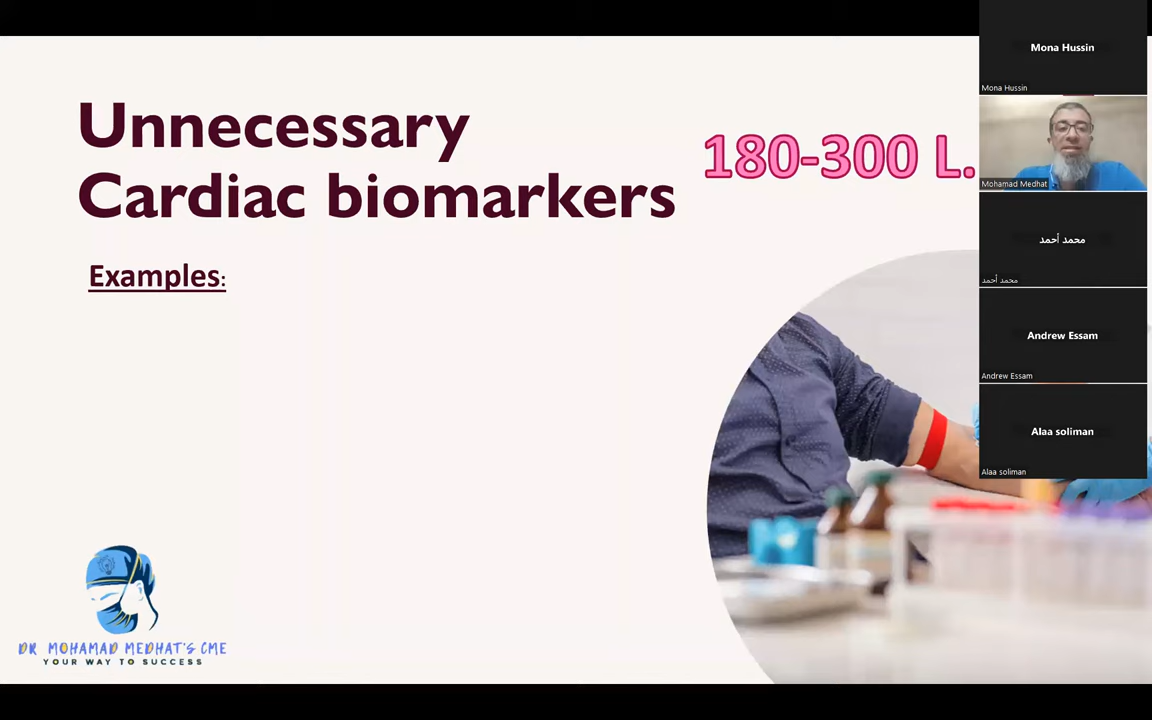 Unnecessary
Cardiac biomarkers
180-300 L.
Examples:
DR MOHAMAD MEDHAT'S CME
YOUR WAY TO SUCCESS
Mona Hussin
Mona Hussin
Mohamad Medhat
محمد أحمد
محمد أحمد
Andrew Essam
Andrew Essam
Alaa soliman
Alaa soliman